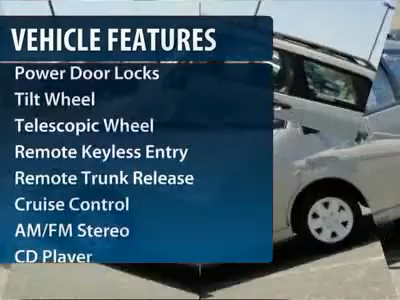 VEHICLE FEATURES
Power Door Locks
Tilt Wheel
Telescopic Wheel
Remote Keyless Entry
Remote Trunk Release
Cruise Control
AM/FM Stereo
CD Player